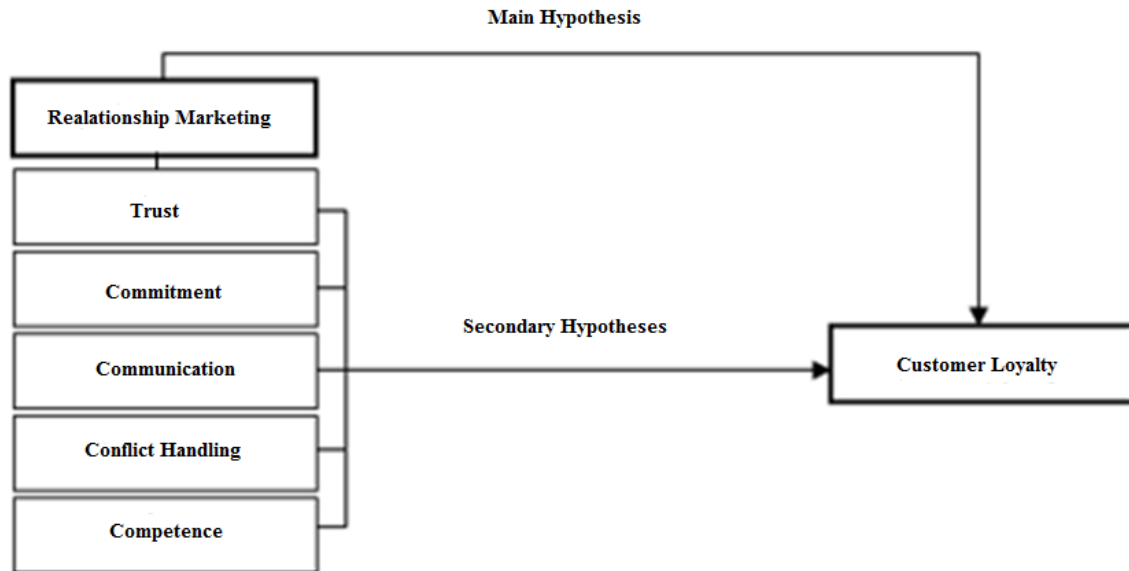 Main Hypothesis
Realationship Marketing
Trust
Commitment
Secondary Hypotheses
Communication
Customer Loyalty
Conflict Handling
Competence